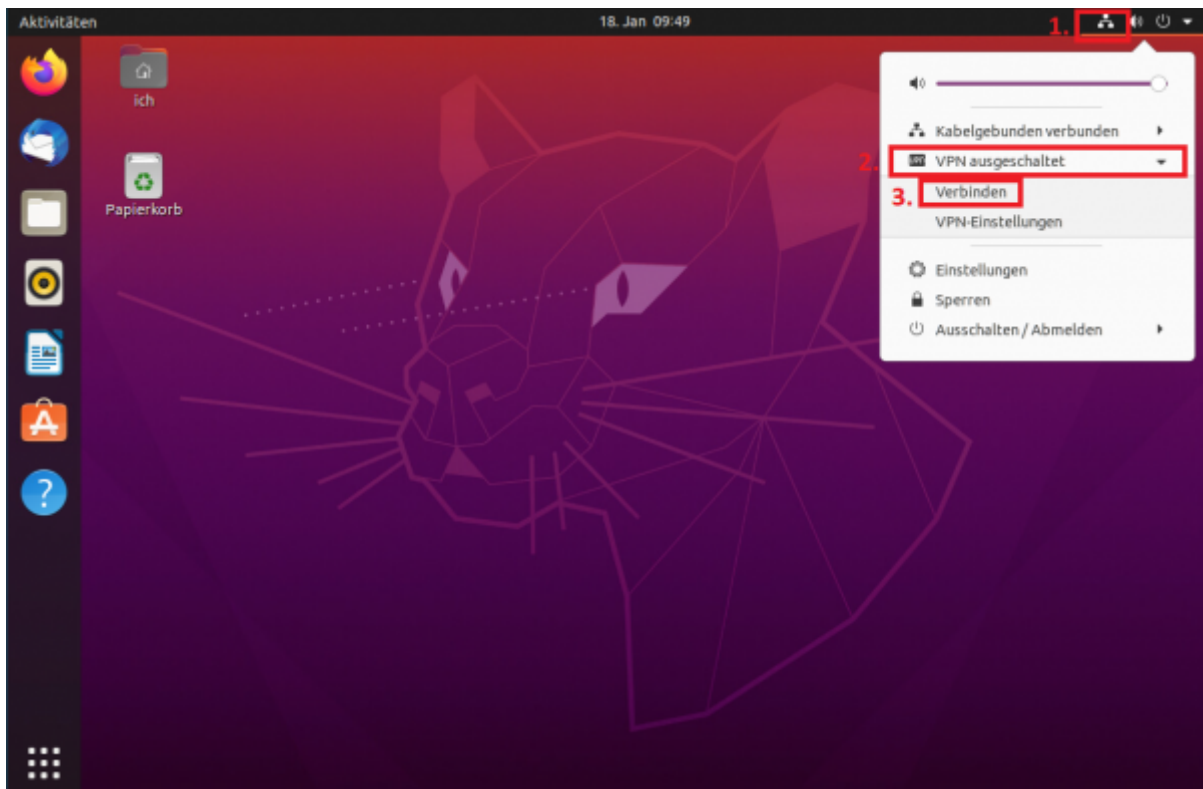 Aktivitäten 18. Jan 09:49 1.
ich
Papierkorb
Kabelgebunden verbunden
2. VPN VPN ausgeschaltet
3. Verbinden
VPN-Einstellungen
Einstellungen
Sperren
Ausschalten / Abmelden